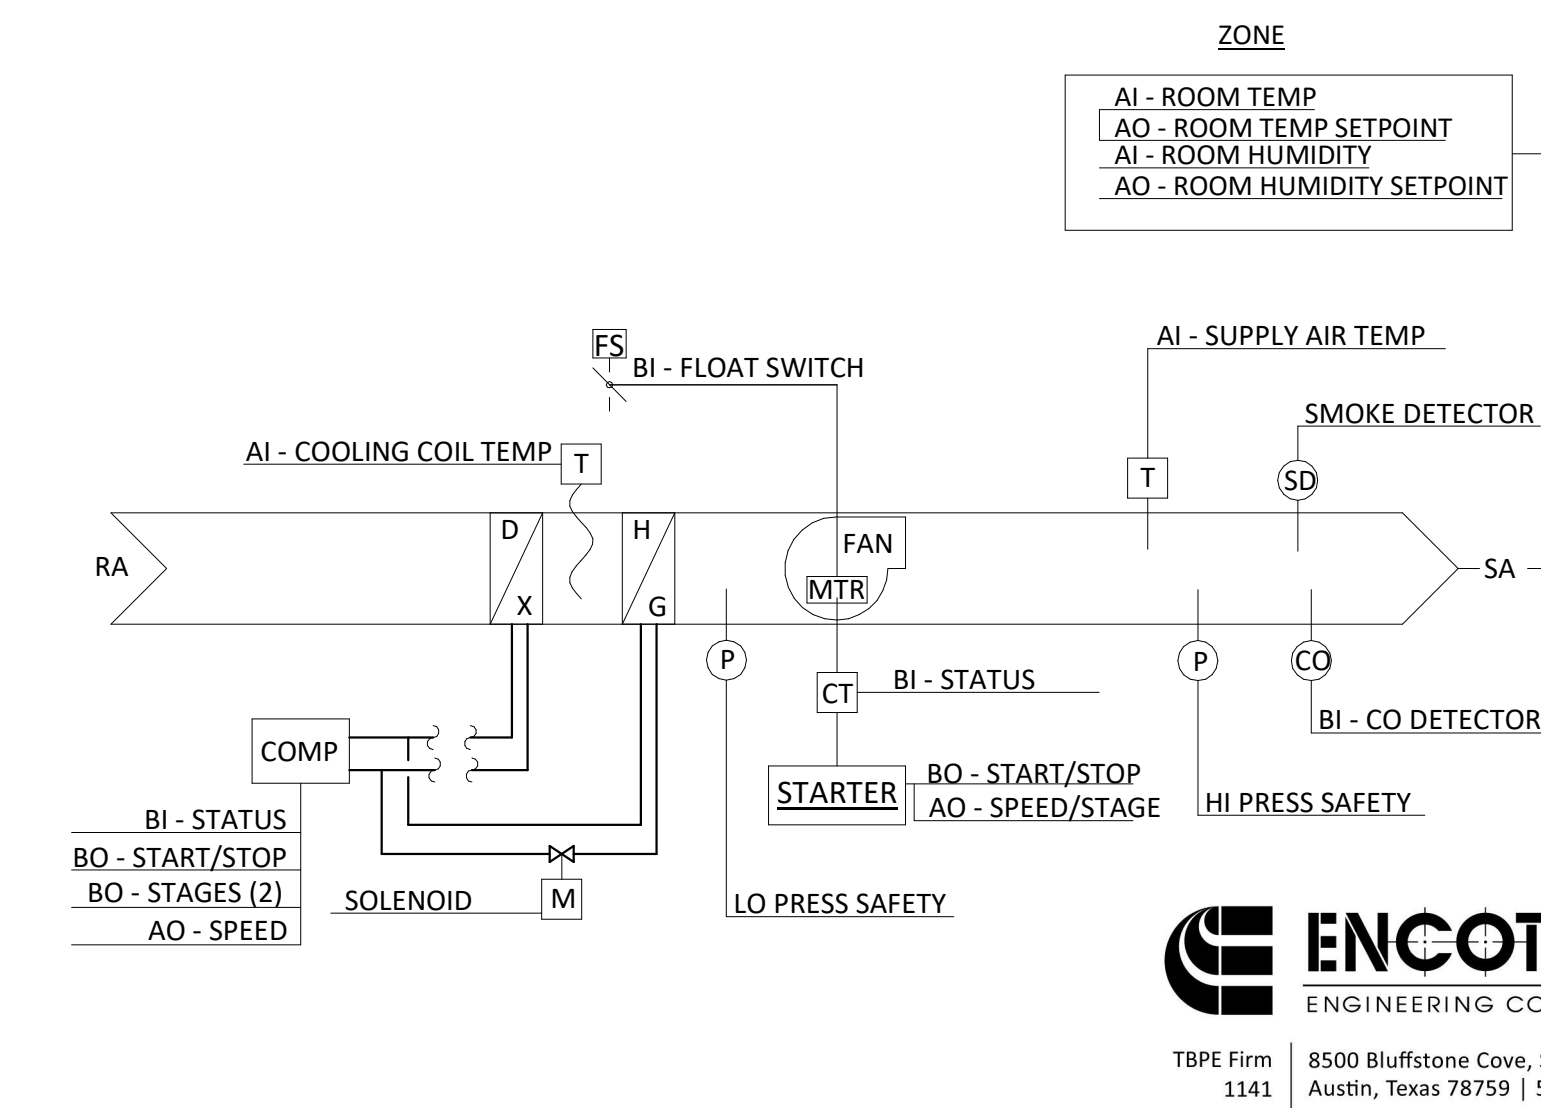 ZONE
AI - ROOM TEMP
AO - ROOM TEMP SETPOINT
AI - ROOM HUMIDITY
AO - ROOM HUMIDITY SETPOINT
FS
BI - FLOAT SWITCH
AI - SUPPLY AIR TEMP
SMOKE DETECTOR
AI - COOLING COIL TEMP
T
T
SD
D
H
FAN
RA
SA
MTR
X
G
P
P
CO
CT
BI - STATUS
BI - CO DETECTOR
COMP
STARTER
BO - START/STOP
AO - SPEED/STAGE
HI PRESS SAFETY
BI - STATUS
BO - START/STOP
BO - STAGES (2)
AO - SPEED
SOLENOID
M
LO PRESS SAFETY
ENCOT
ENGINEERING CO
TBPE Firm
1141
8500 Bluffstone Cove,
Austin, Texas 78759 |